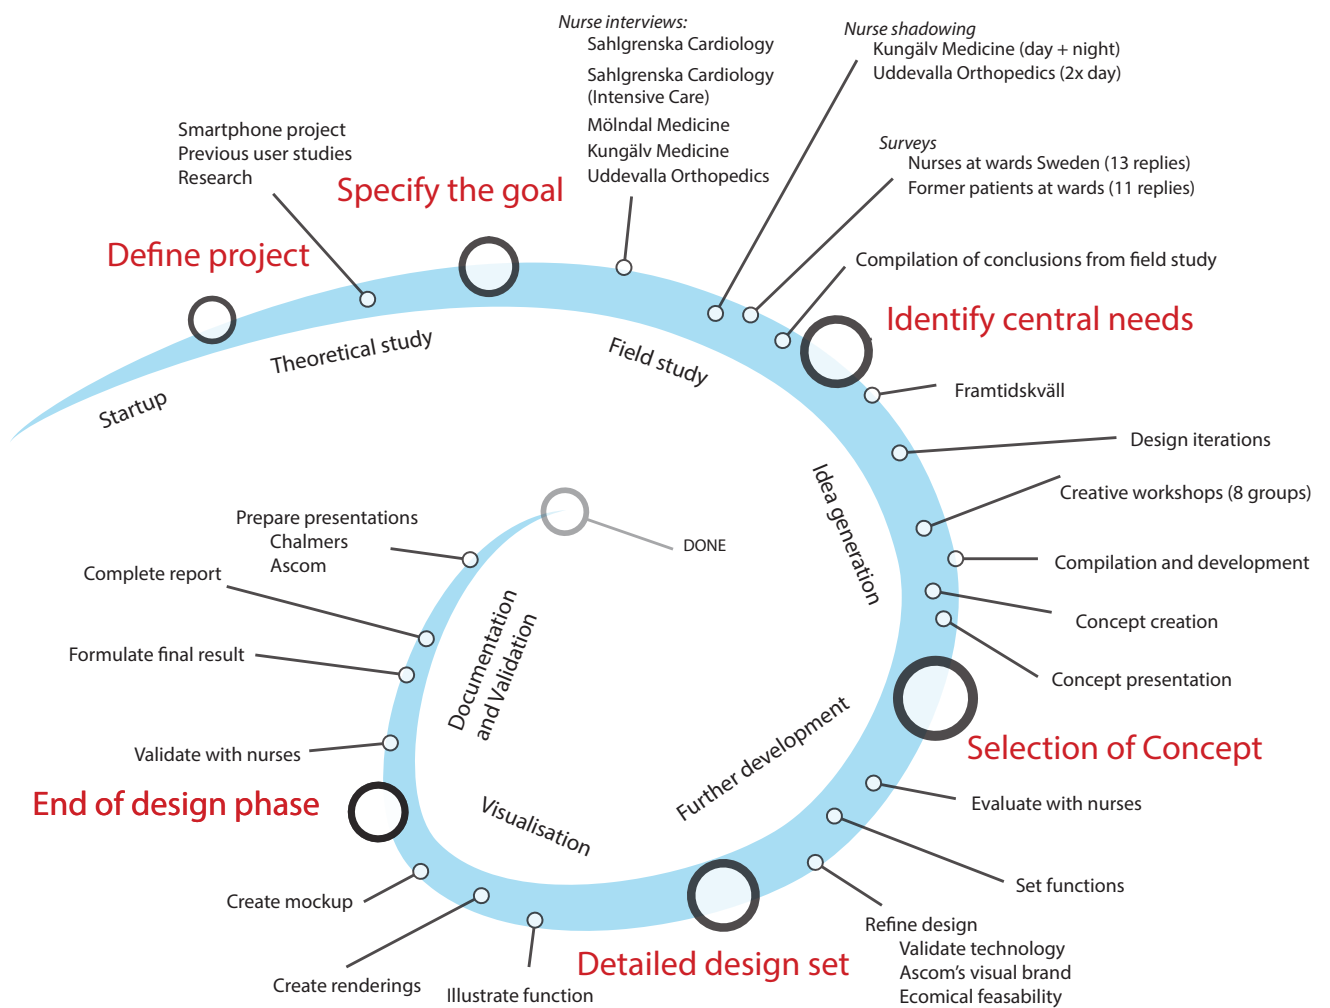 Nurse interviews:
Sahlgrenska Cardiology
Sahlgrenska Cardiology
(Intensive Care)
Mölndal Medicine
Kungälv Medicine
Uddevalla Orthopedics
Nurse shadowing
Kungälv Medicine (day + night)
Uddevalla Orthopedics (2x day)
Smartphone project
Previous user studies
Research
Surveys
Nurses at wards Sweden (13 replies)
Former patients at wards (11 replies)
Specify the goal
Define project
Compilation of conclusions from field study
Identify central needs
Startup
Theoretical study
Field study
Framtidskväll
Design iterations
Creative workshops (8 groups)
Idea generation
Compilation and development
Concept creation
Concept presentation
Selection of Concept
Further development
Evaluate with nurses
Set functions
Refine design
Validate technology
Ascom's visual brand
Ecomical feasability
Detailed design set
Visualisation
Illustrate function
Create renderings
Create mockup
End of design phase
Documentation
and Validation
Validate with nurses
Formulate final result
Complete report
Prepare presentations
Chalmers
Ascom
DONE